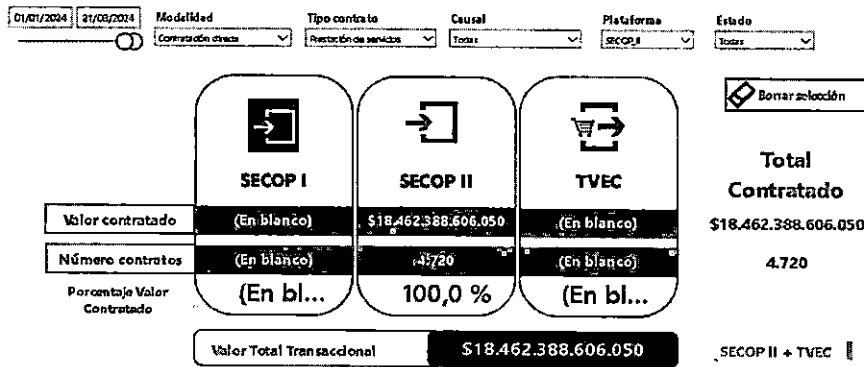 01/01/2024 31/03/2024 Modalidad Tipo contrato Causal Plataforma Estado
Contratación directa Prestación de servicios Todas SECOP_II Todas
Borrar selección
SECOP I SECOP II TVEC
Total
Contratado
Valor contratado (En blanco) $18.462.388.606.050 (En blanco) $18.462.388.606.050
Número contratos (En blanco) 4.720 (En blanco) 4.720
Porcentaje Valor
Contratado
(En bl... 100,0 % (En bl...
Valor Total Transaccional $18.462.388.606.050 SECOP II + TVEC